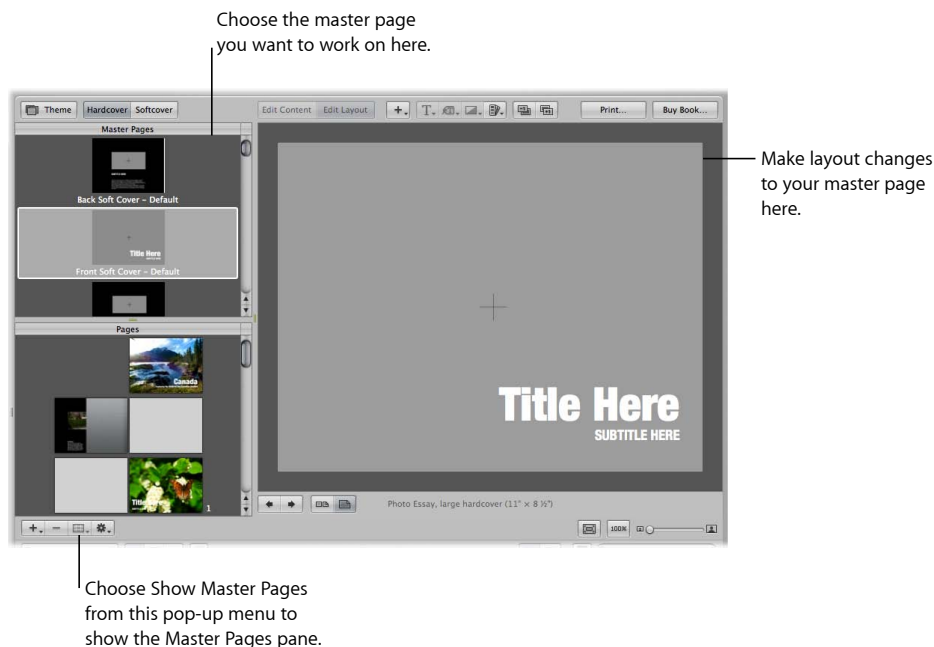 Choose the master page
you want to work on here.
Theme Hardcover Softcover Edit Content Edit Layout Print... Buy Book...
Master Pages
Back Soft Cover – Default
Title Here
Front Soft Cover – Default
Make layout changes
to your master page
here.
Pages
Canada
Title Here
SUBTITLE HERE
1
Photo Essay, large hardcover (11" × 8 ½")
100%
Choose Show Master Pages
from this pop-up menu to
show the Master Pages pane.